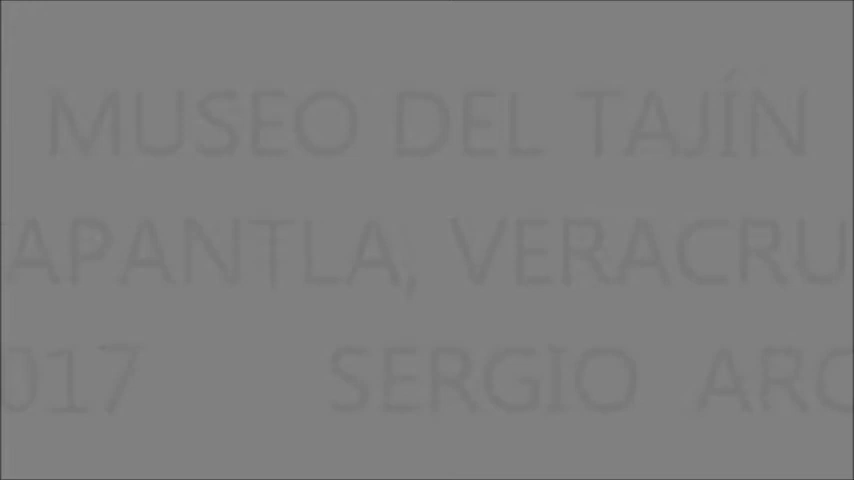 MUSEO DEL TAJÍN
APANTLA, VERACRU
017 SERGIO ARC